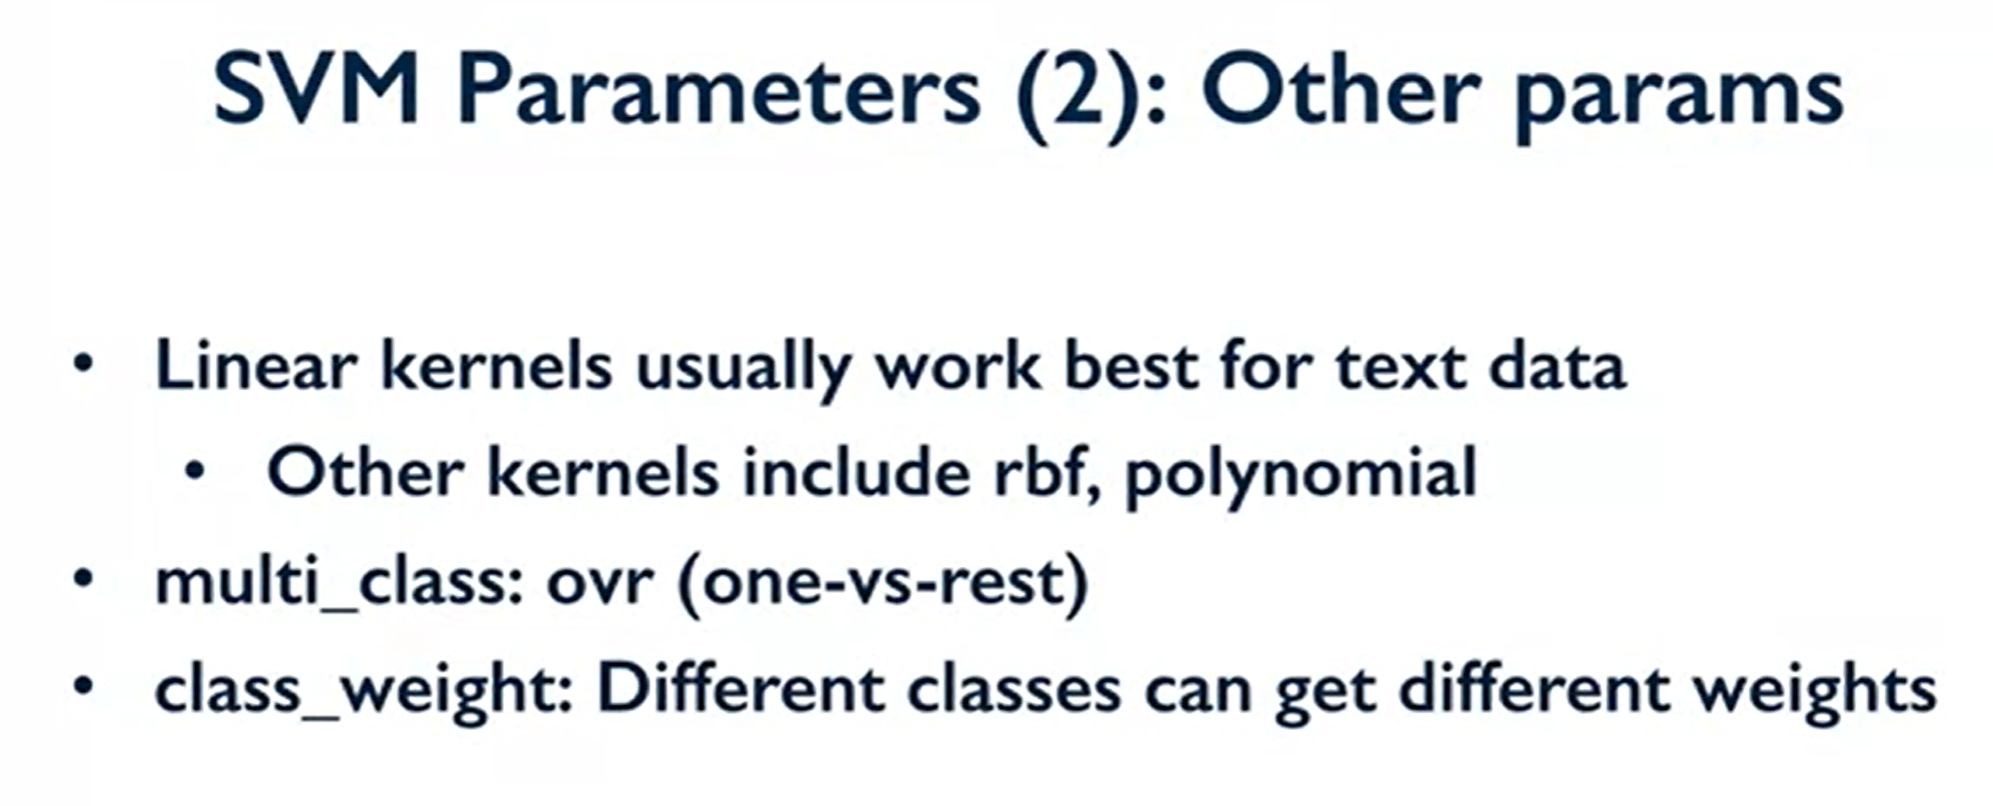 SVM Parameters (2): Other params
• Linear kernels usually work best for text data
• Other kernels include rbf, polynomial
• multi_class: ovr (one-vs-rest)
• class_weight: Different classes can get different weights